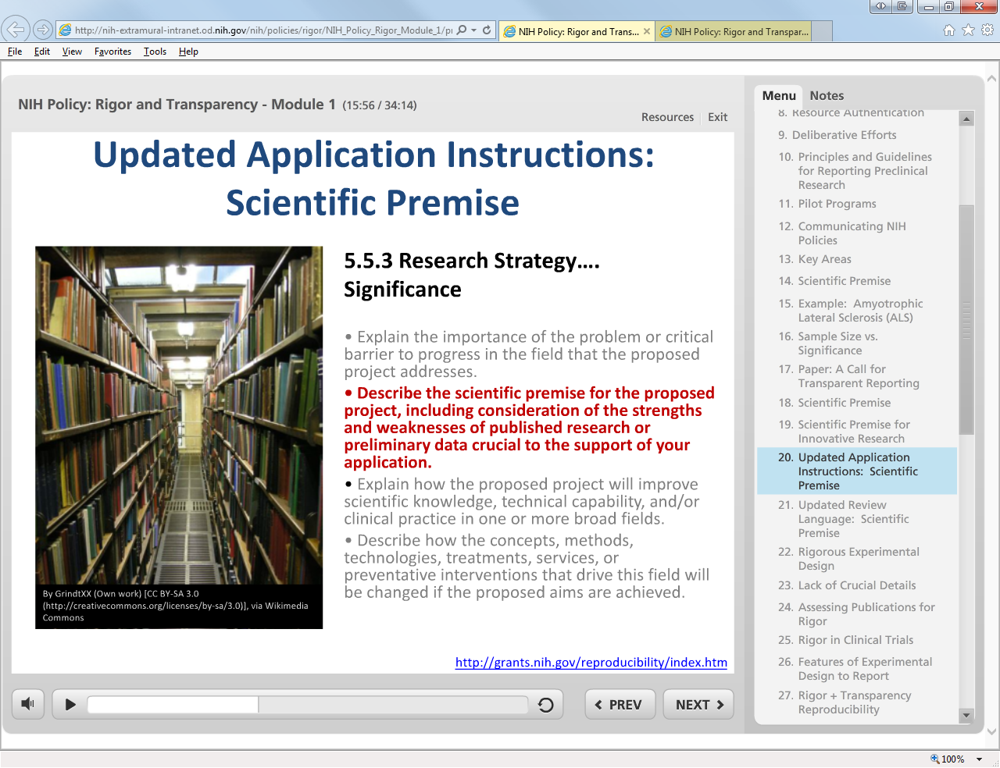 http://nih-extramural-intranet.od.nih.gov/nih/policies/rigor/NIH_Policy_Rigor_Module_1/pr
NIH Policy: Rigor and Trans...
NIH Policy: Rigor and Transpar...
File Edit View Favorites Tools Help
NIH Policy: Rigor and Transparency - Module 1 (15:56 / 34:14)
Resources Exit
Updated Application Instructions:
Scientific Premise
5.5.3 Research Strategy....
Significance
• Explain the importance of the problem or critical
barrier to progress in the field that the proposed
project addresses.
• Describe the scientific premise for the proposed
project, including consideration of the strengths
and weaknesses of published research or
preliminary data crucial to the support of your
application.
• Explain how the proposed project will improve
scientific knowledge, technical capability, and/or
clinical practice in one or more broad fields.
• Describe how the concepts, methods,
technologies, treatments, services, or
preventative interventions that drive this field will
be changed if the proposed aims are achieved.
By GrindtXX (Own work) [CC BY-SA 3.0
(http://creativecommons.org/licenses/by-sa/3.0)], via Wikimedia
Commons
http://grants.nih.gov/reproducibility/index.htm
PREV NEXT
Menu Notes
8. Resource Authentication
9. Deliberative Efforts
10. Principles and Guidelines
for Reporting Preclinical
Research
11. Pilot Programs
12. Communicating NIH
Policies
13. Key Areas
14. Scientific Premise
15. Example: Amyotrophic
Lateral Sclerosis (ALS)
16. Sample Size vs.
Significance
17. Paper: A Call for
Transparent Reporting
18. Scientific Premise
19. Scientific Premise for
Innovative Research
20. Updated Application
Instructions: Scientific
Premise
21. Updated Review
Language: Scientific
Premise
22. Rigorous Experimental
Design
23. Lack of Crucial Details
24. Assessing Publications for
Rigor
25. Rigor in Clinical Trials
26. Features of Experimental
Design to Report
27. Rigor + Transparency
Reproducibility
100%